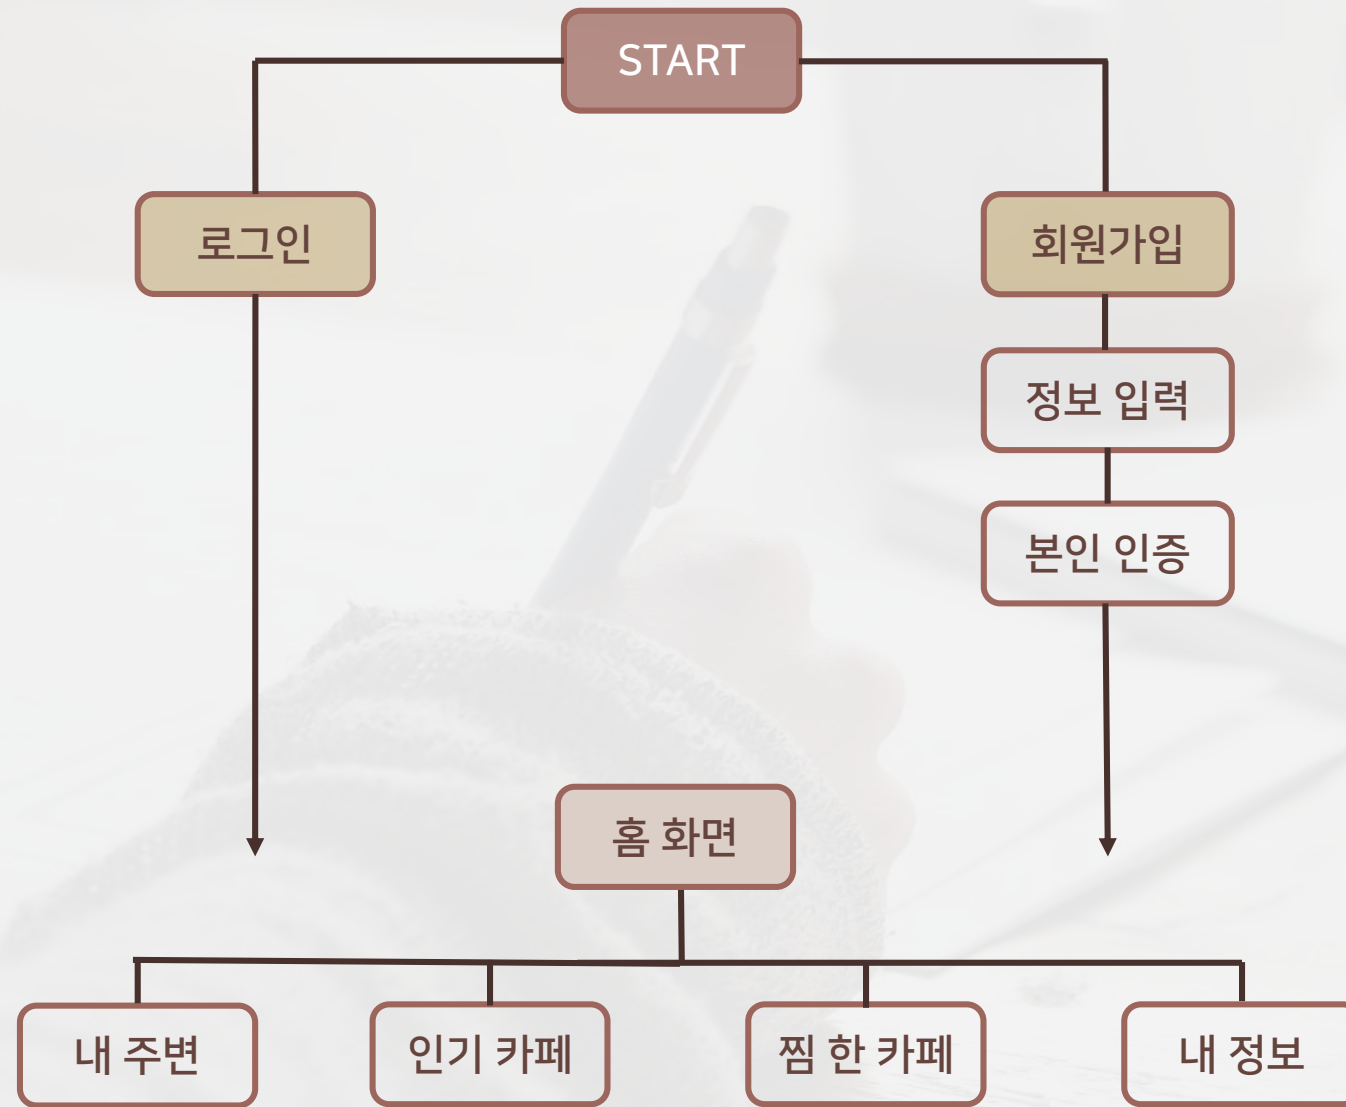 START
로그인
회원가입
정보 입력
본인 인증
홈 화면
내 주변
인기 카페
찜 한 카페
내 정보